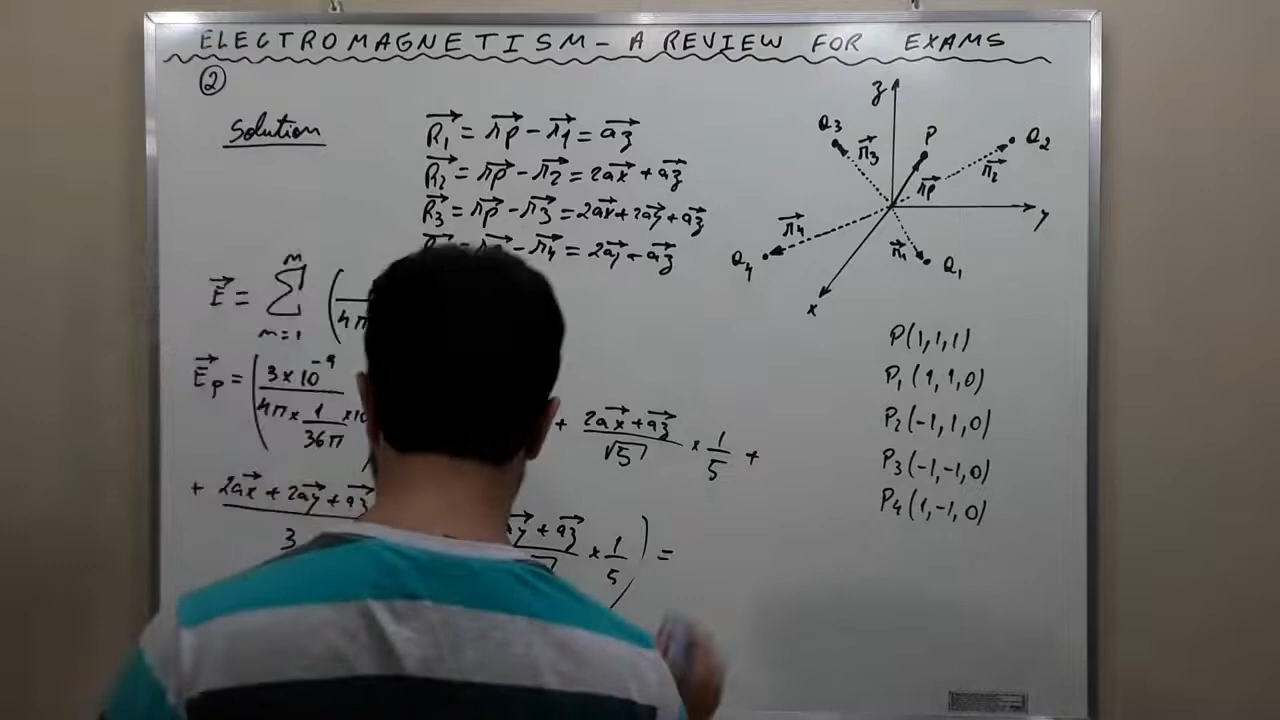 ELECTROMAGNETISM - A REVIEW FOR EXAMS
②
Solution
R₁ = rp - r1 = az
R₂ = rp - r2 = 2ax + az
R₃ = rp - r3 = 2ax + 2ay + az
- r4 = 2ay + az
E = Σ m m=1 ( 4π
Ep = ( 3×10⁻⁹ / 4π × 1/36π ×10
+ 2ax + az / √5 × 1/5 +
+ 2ax + 2ay + az / 3
ay + az × 1/5 ) =
z
Q3
P
Q2
r3
r2
rp
y
r4
Q4
r1
Q1
x
P(1,1,1)
P₁(1,1,0)
P₂(-1,1,0)
P₃(-1,-1,0)
P₄(1,-1,0)